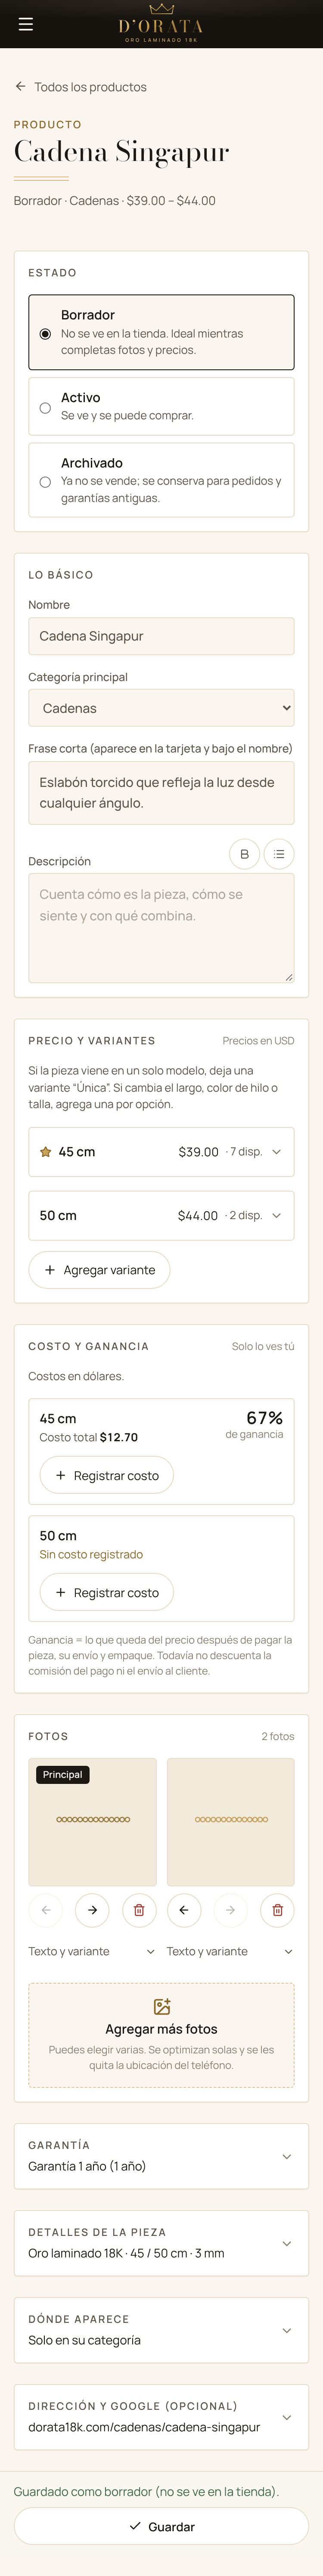 D'ORATA
ORO LAMINADO 18K
Todos los productos
PRODUCTO
Cadena Singapur
Borrador · Cadenas · $39.00 – $44.00
ESTADO
Borrador
No se ve en la tienda. Ideal mientras
completas fotos y precios.
Activo
Se ve y se puede comprar.
Archivado
Ya no se vende; se conserva para pedidos y
garantías antiguas.
LO BÁSICO
Nombre
Cadena Singapur
Categoría principal
Cadenas
Frase corta (aparece en la tarjeta y bajo el nombre)
Eslabón torcido que refleja la luz desde
cualquier ángulo.
Descripción
B
Cuenta cómo es la pieza, cómo se
siente y con qué combina.
PRECIO Y VARIANTES Precios en USD
Si la pieza viene en un solo modelo, deja una
variante “Única”. Si cambia el largo, color de hilo o
talla, agrega una por opción.
45 cm $39.00 · 7 disp.
50 cm $44.00 · 2 disp.
Agregar variante
COSTO Y GANANCIA Solo lo ves tú
Costos en dólares.
45 cm 67%
Costo total $12.70 de ganancia
Registrar costo
50 cm
Sin costo registrado
Registrar costo
Ganancia = lo que queda del precio después de pagar la
pieza, su envío y empaque. Todavía no descuenta la
comisión del pago ni el envío al cliente.
FOTOS 2 fotos
Principal
Texto y variante Texto y variante
Agregar más fotos
Puedes elegir varias. Se optimizan solas y se les
quita la ubicación del teléfono.
GARANTÍA
Garantía 1 año (1 año)
DETALLES DE LA PIEZA
Oro laminado 18K · 45 / 50 cm · 3 mm
DÓNDE APARECE
Solo en su categoría
DIRECCIÓN Y GOOGLE (OPCIONAL)
dorata18k.com/cadenas/cadena-singapur
Guardado como borrador (no se ve en la tienda).
Guardar